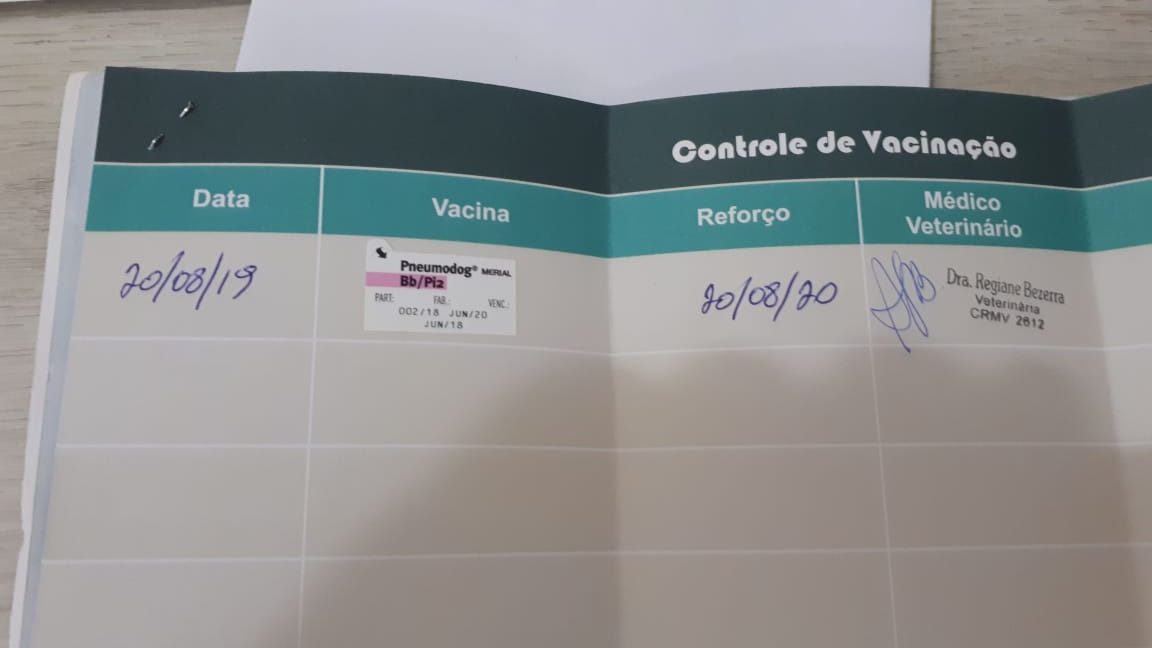 Controle de Vacinação
Data
Vacina
Reforço
Médico
Veterinário
20/08/19
Pneumodog® MERIAL
Bb/Pi2
PART: FAB.: VENC.:
002/18 JUN/20
JUN/18
20/08/20
Dra. Regiane Bezerra
Veterinária
CRMV 2612